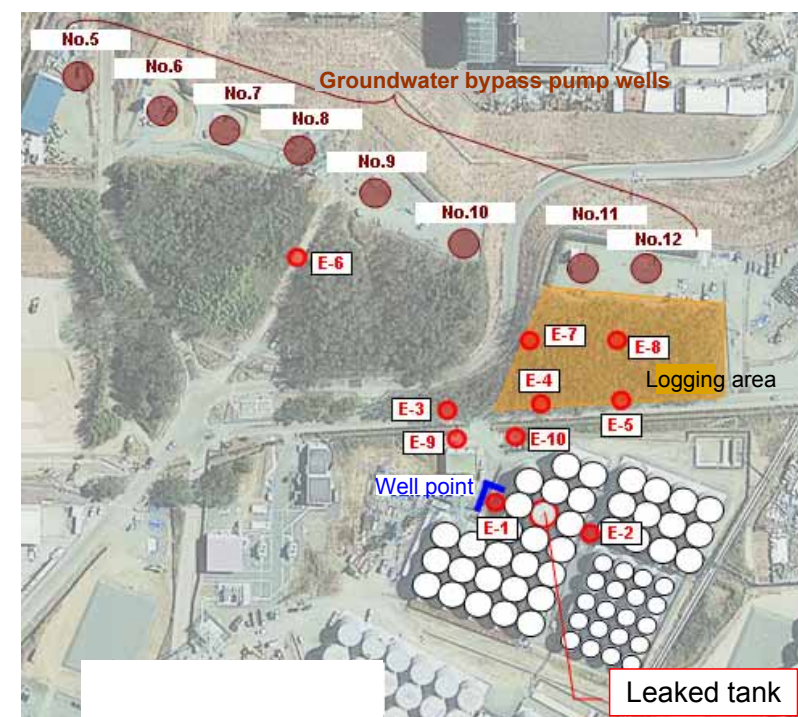 No.5
No.6
Groundwater bypass pump wells
No.7
No.8
No.9
No.10
No.11
No.12
E-6
E-7
E-8
Logging area
E-4
E-3
E-5
E-9
E-10
Well point
E-1
E-2
Leaked tank